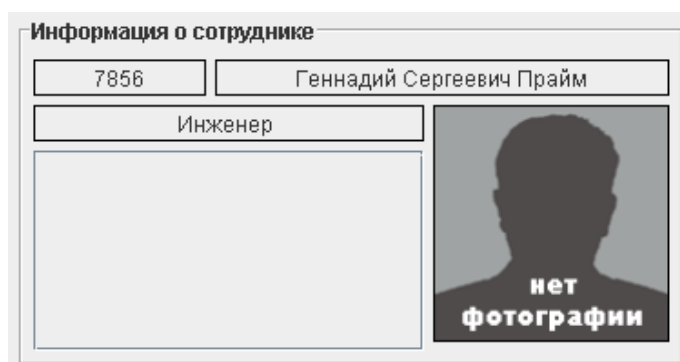 Информация о сотруднике
7856
Геннадий Сергеевич Прайм
Инженер
нет
фотографии